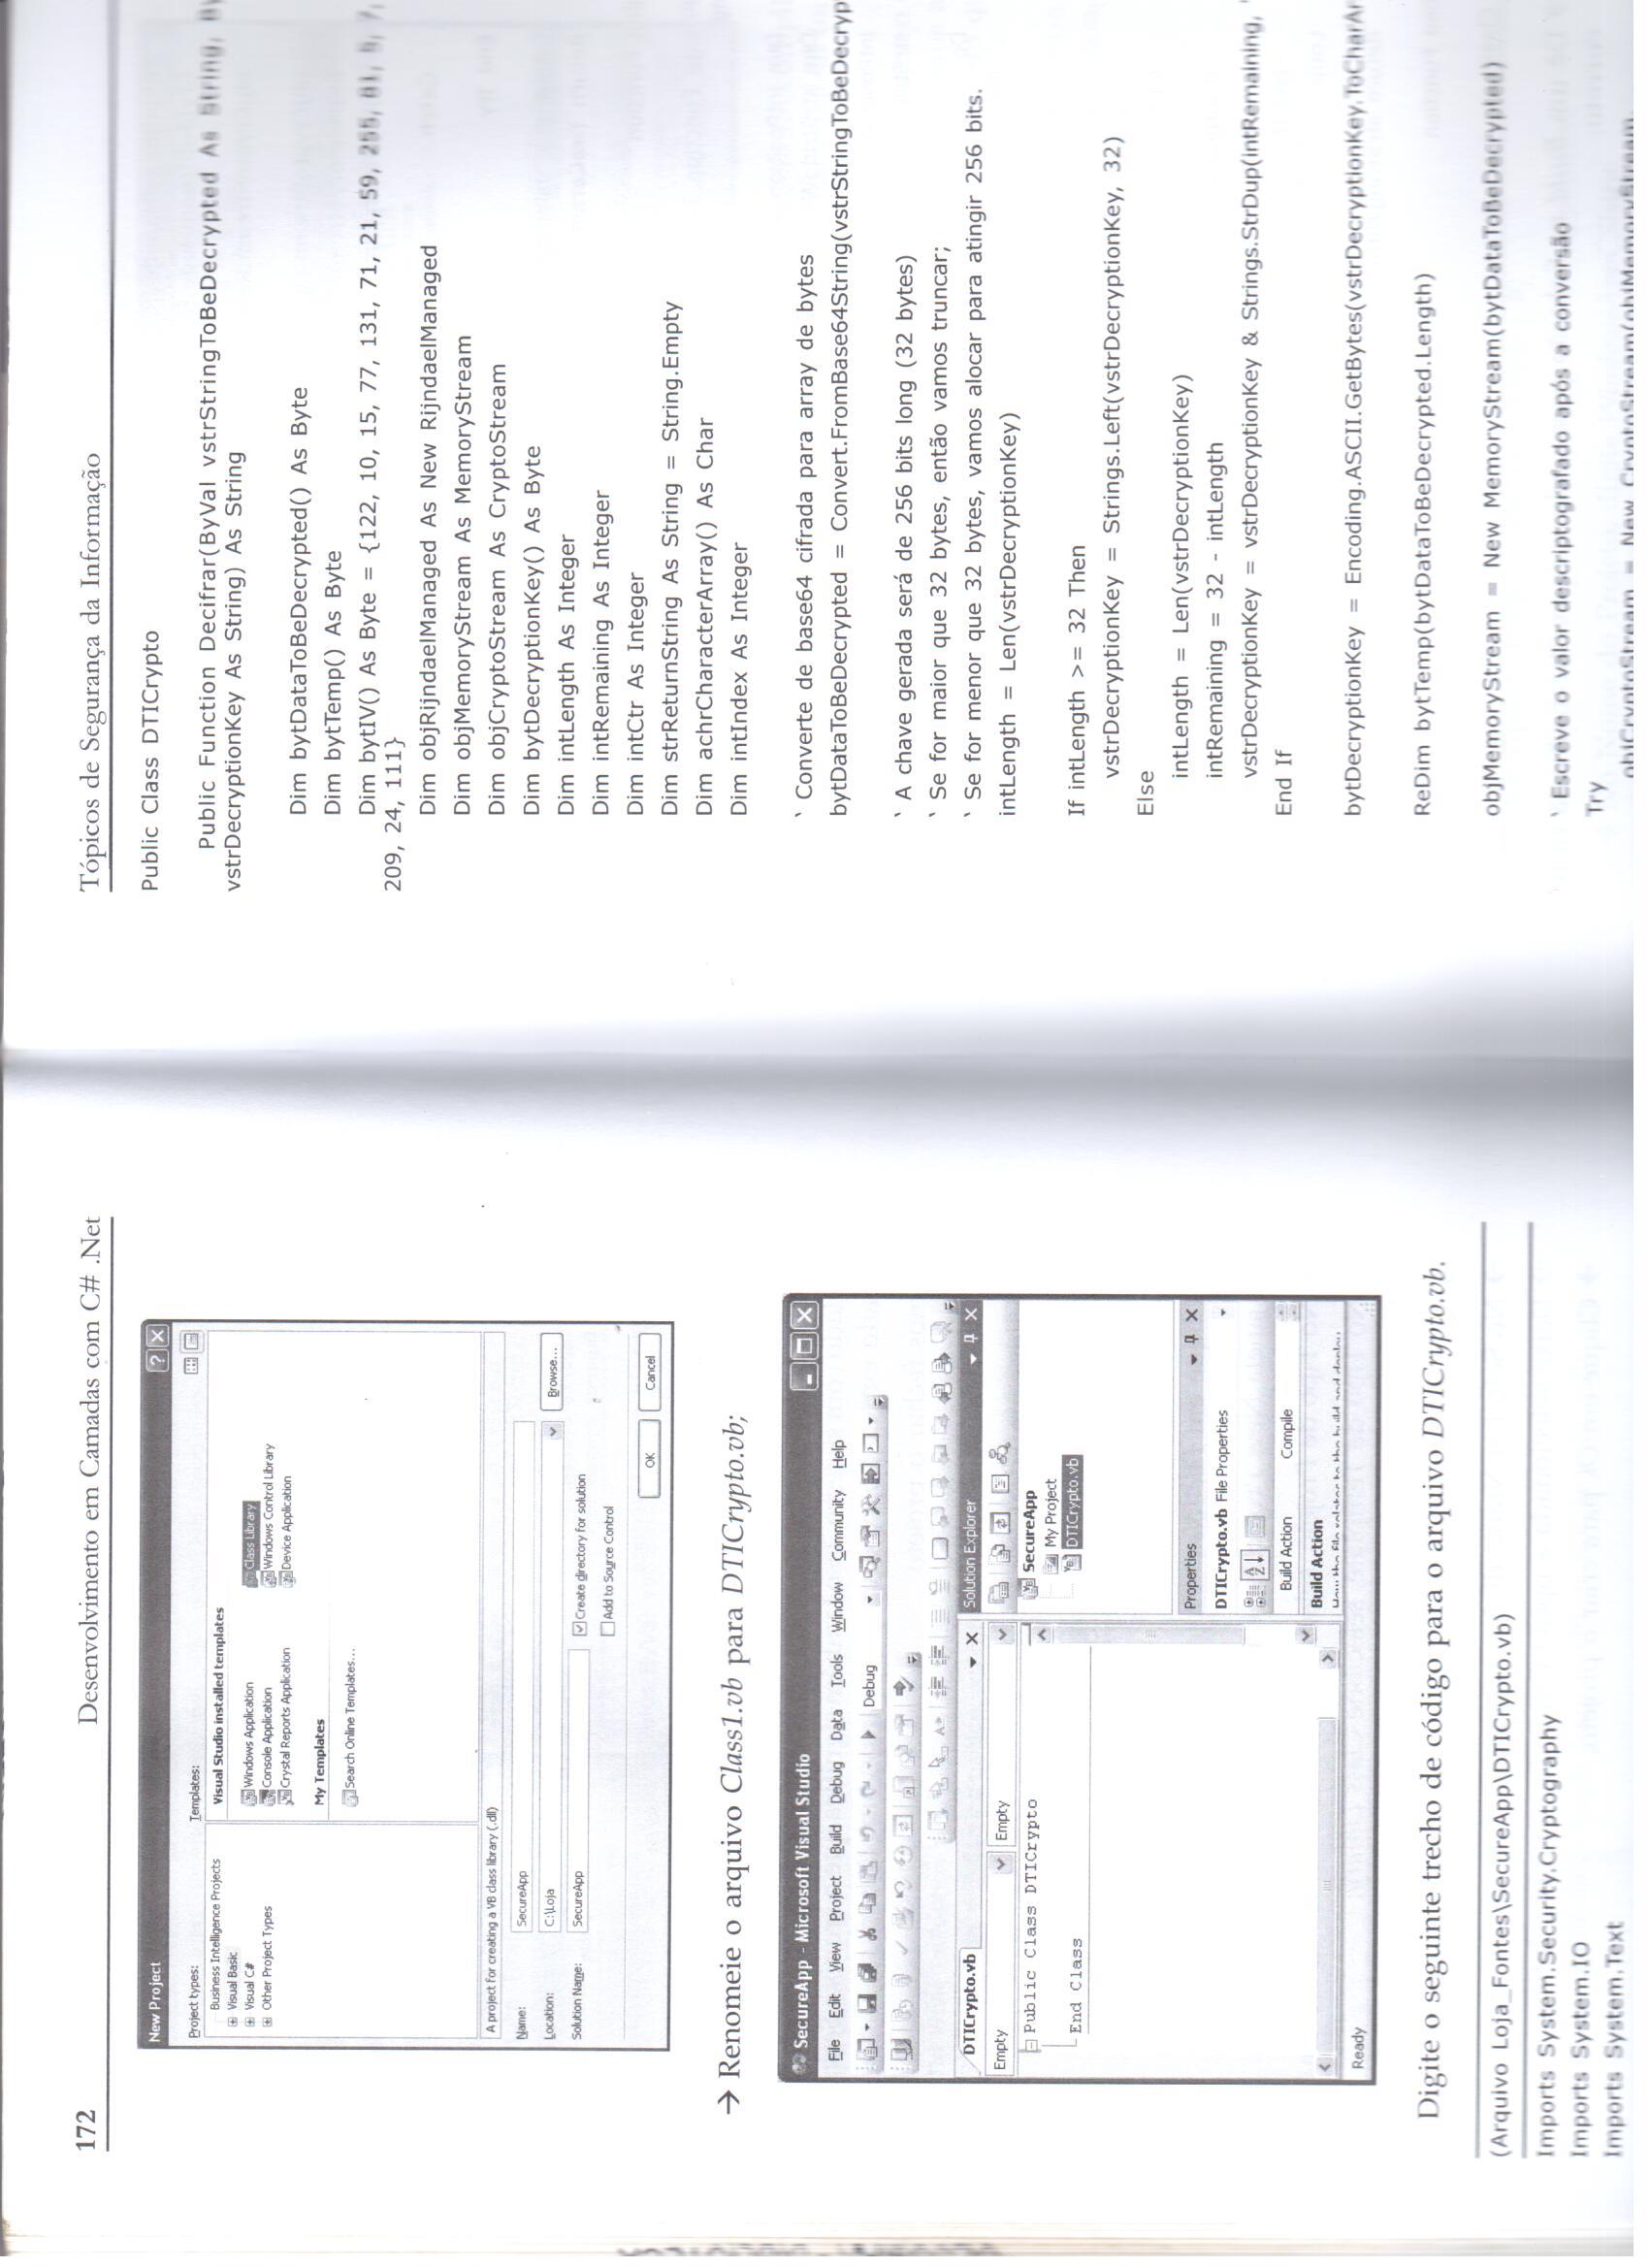 172
Desenvolvimento em Camadas com C# .Net
New Project
Project types:
Templates:
Business Intelligence Projects
Visual Basic
Visual C#
Other Project Types
Visual Studio installed templates
Windows Application
Class Library
Console Application
Windows Control Library
Crystal Reports Application
Device Application
My Templates
Search Online Templates...
A project for creating a VB class library (.dll)
Name:
SecureApp
Location:
C:\Loja
Browse...
Solution Name:
SecureApp
Create directory for solution
Add to Source Control
OK
Cancel
→ Renomeie o arquivo Class1.vb para DTICrypto.vb;
SecureApp - Microsoft Visual Studio
File Edit View Project Build Debug Data Tools Window Community Help
Debug
DTICrypto.vb
Empty
Empty
Public Class DTICrypto
End Class
Solution Explorer
SecureApp
My Project
DTICrypto.vb
Properties
DTICrypto.vb File Properties
Build Action Compile
Build Action
How the file relates to the build and deploy
Ready
Digite o seguinte trecho de código para o arquivo DTICrypto.vb.
(Arquivo Loja_Fontes\SecureApp\DTICrypto.vb)
Imports System.Security.Cryptography
Imports System.IO
Imports System.Text
Tópicos de Segurança da Informação
Public Class DTICrypto
Public Function Decifrar(ByVal vstrStringToBeDecrypted As String,
vstrDecryptionKey As String) As String
Dim bytDataToBeDecrypted() As Byte
Dim bytTemp() As Byte
Dim bytIV() As Byte = {122, 10, 15, 77, 131, 71, 21, 59, 255, 81, 5, 7,
209, 24, 111}
Dim objRijndaelManaged As New RijndaelManaged
Dim objMemoryStream As MemoryStream
Dim objCryptoStream As CryptoStream
Dim bytDecryptionKey() As Byte
Dim intLength As Integer
Dim intRemaining As Integer
Dim intCtr As Integer
Dim strReturnString As String = String.Empty
Dim achrCharacterArray() As Char
Dim intIndex As Integer
‵ Converte de base64 cifrada para array de bytes
bytDataToBeDecrypted = Convert.FromBase64String(vstrStringToBeDecryp
‵ A chave gerada será de 256 bits long (32 bytes)
‵ Se for maior que 32 bytes, então vamos truncar;
‵ Se for menor que 32 bytes, vamos alocar para atingir 256 bits.
intLength = Len(vstrDecryptionKey)
If intLength >= 32 Then
vstrDecryptionKey = Strings.Left(vstrDecryptionKey, 32)
Else
intLength = Len(vstrDecryptionKey)
intRemaining = 32 - intLength
vstrDecryptionKey = vstrDecryptionKey & Strings.StrDup(intRemaining,
End If
bytDecryptionKey = Encoding.ASCII.GetBytes(vstrDecryptionKey.ToCharAr
ReDim bytTemp(bytDataToBeDecrypted.Length)
objMemoryStream = New MemoryStream(bytDataToBeDecrypted)
‵ Escreve o valor descriptografado após a conversão
Try
objCryptoStream = New CryptoStream(objMemoryStream,